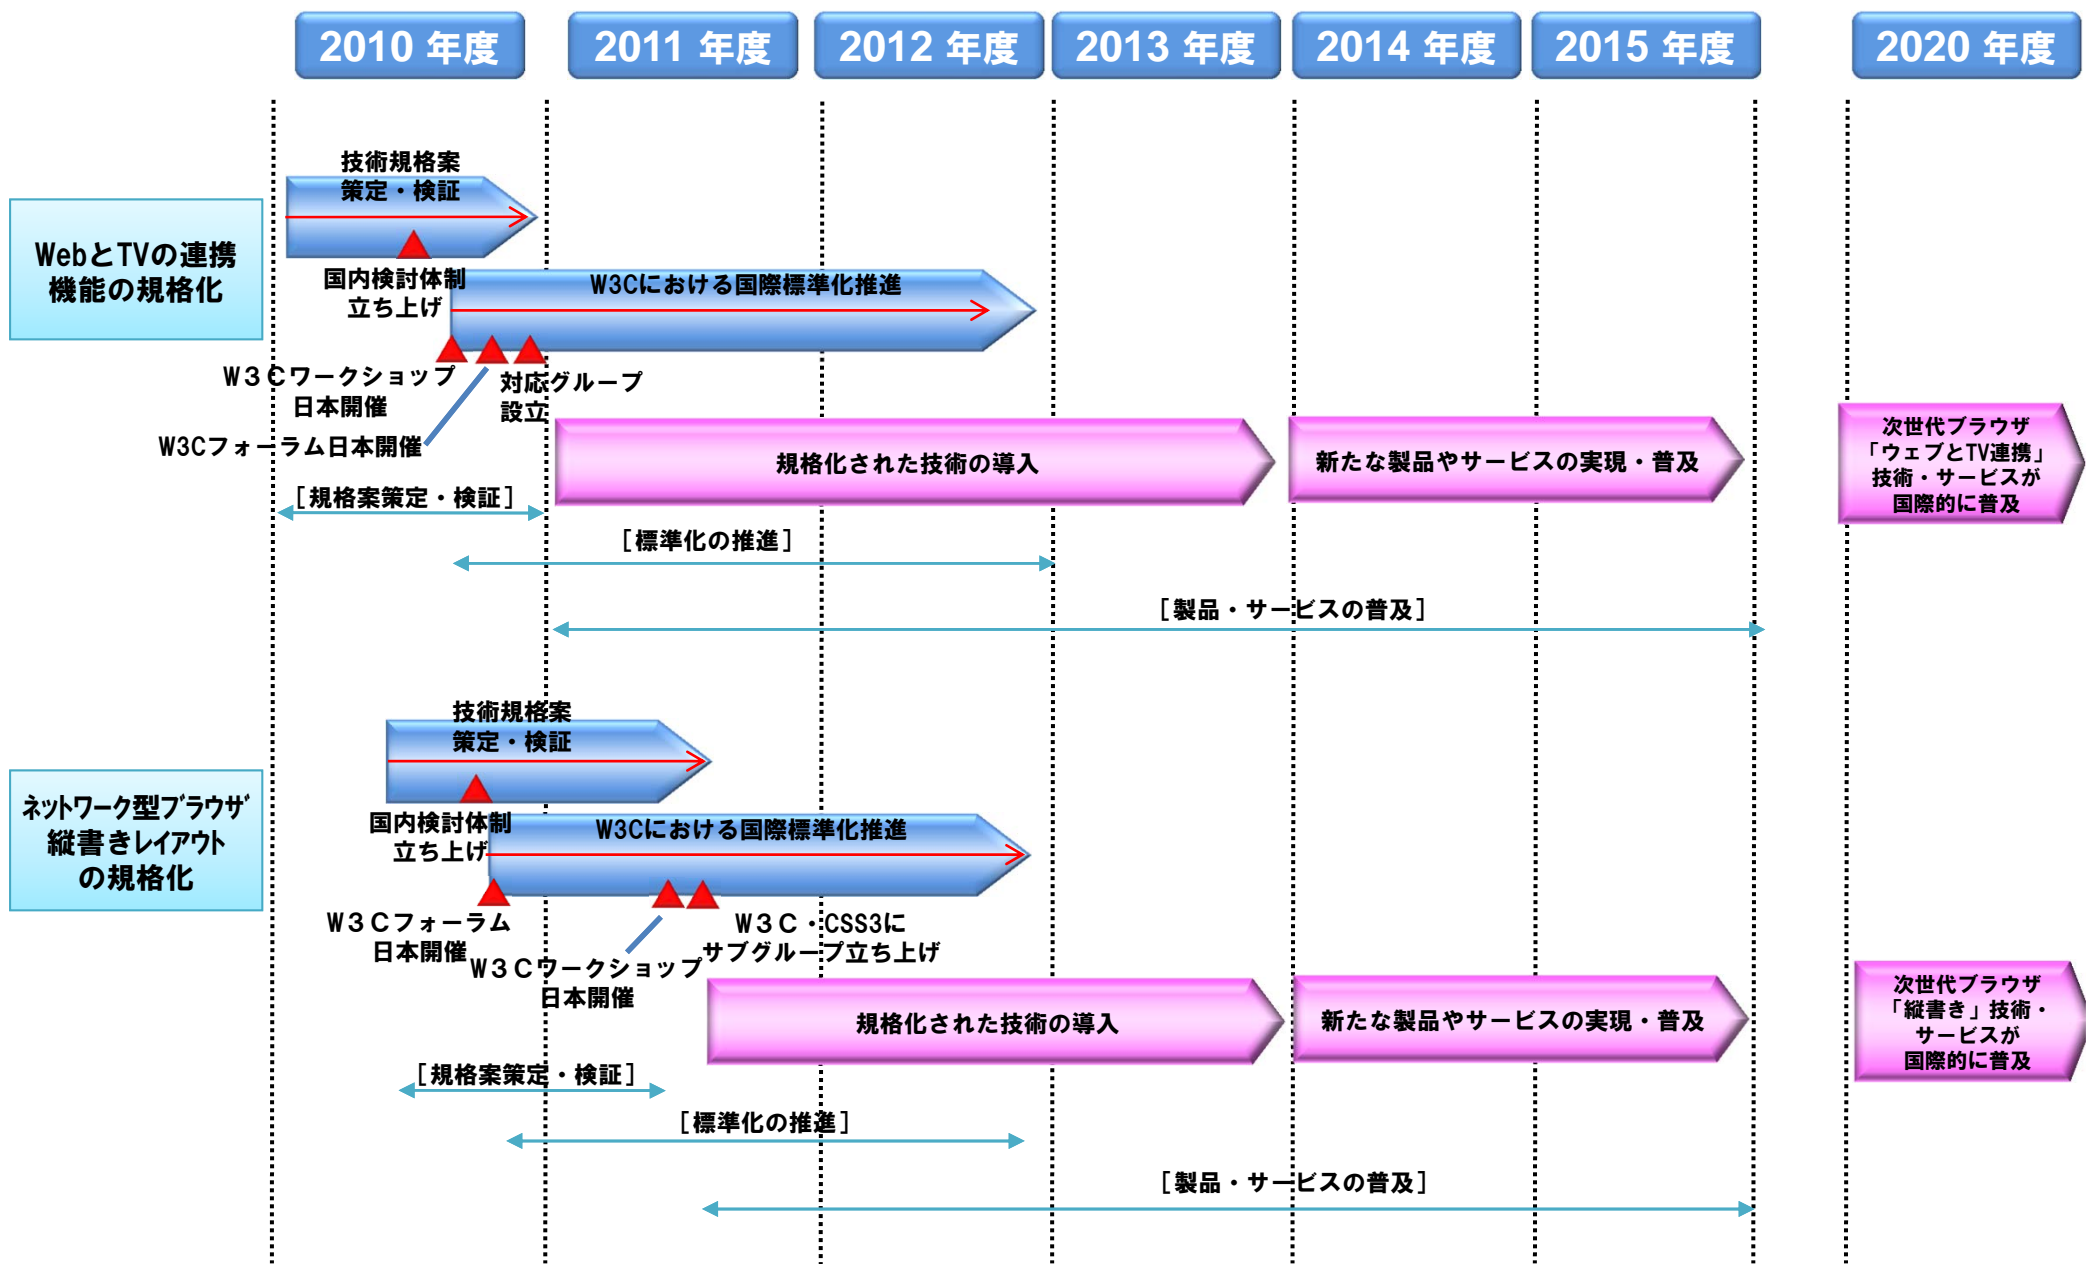 2010 年度
2011 年度
2012 年度
2013 年度
2014 年度
2015 年度
2020 年度
WebとTVの連携
機能の規格化
技術規格案
策定・検証
国内検討体制
立ち上げ
W3Cにおける国際標準化推進
W３Ｃワークショップ
日本開催
W3Cフォーラム日本開催
対応グループ
設立
規格化された技術の導入
新たな製品やサービスの実現・普及
次世代ブラウザ
「ウェブとTV連携」
技術・サービスが
国際的に普及
［規格案策定・検証］
［標準化の推進］
［製品・サービスの普及］
ﾈｯﾄﾜｰｸ型ﾌﾞﾗｳｻﾞ
縦書きﾚｲｱｳﾄ
の規格化
技術規格案
策定・検証
国内検討体制
立ち上げ
W3Cにおける国際標準化推進
W３Ｃフォーラム
日本開催
W３Ｃワークショップ
日本開催
W３Ｃ・CSS3に
サブグループ立ち上げ
規格化された技術の導入
新たな製品やサービスの実現・普及
次世代ブラウザ
「縦書き」技術・
サービスが
国際的に普及
［規格案策定・検証］
［標準化の推進］
［製品・サービスの普及］